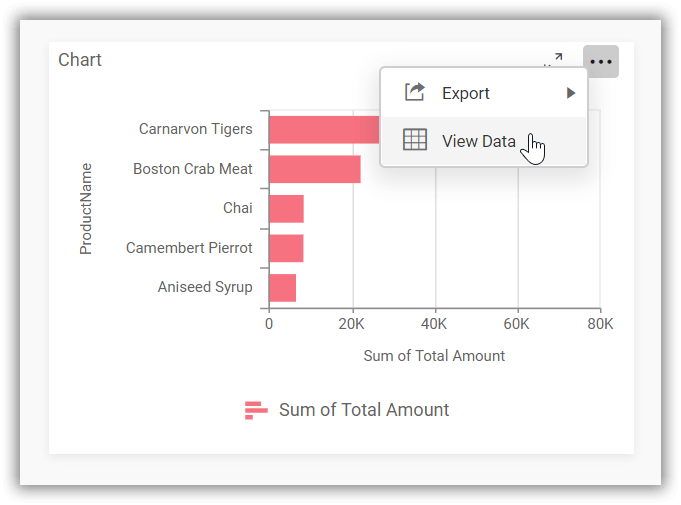 Chart
Export
View Data
ProductName
Carnarvon Tigers
Boston Crab Meat
Chai
Camembert Pierrot
Aniseed Syrup
0 20K 40K 60K 80K
Sum of Total Amount
Sum of Total Amount